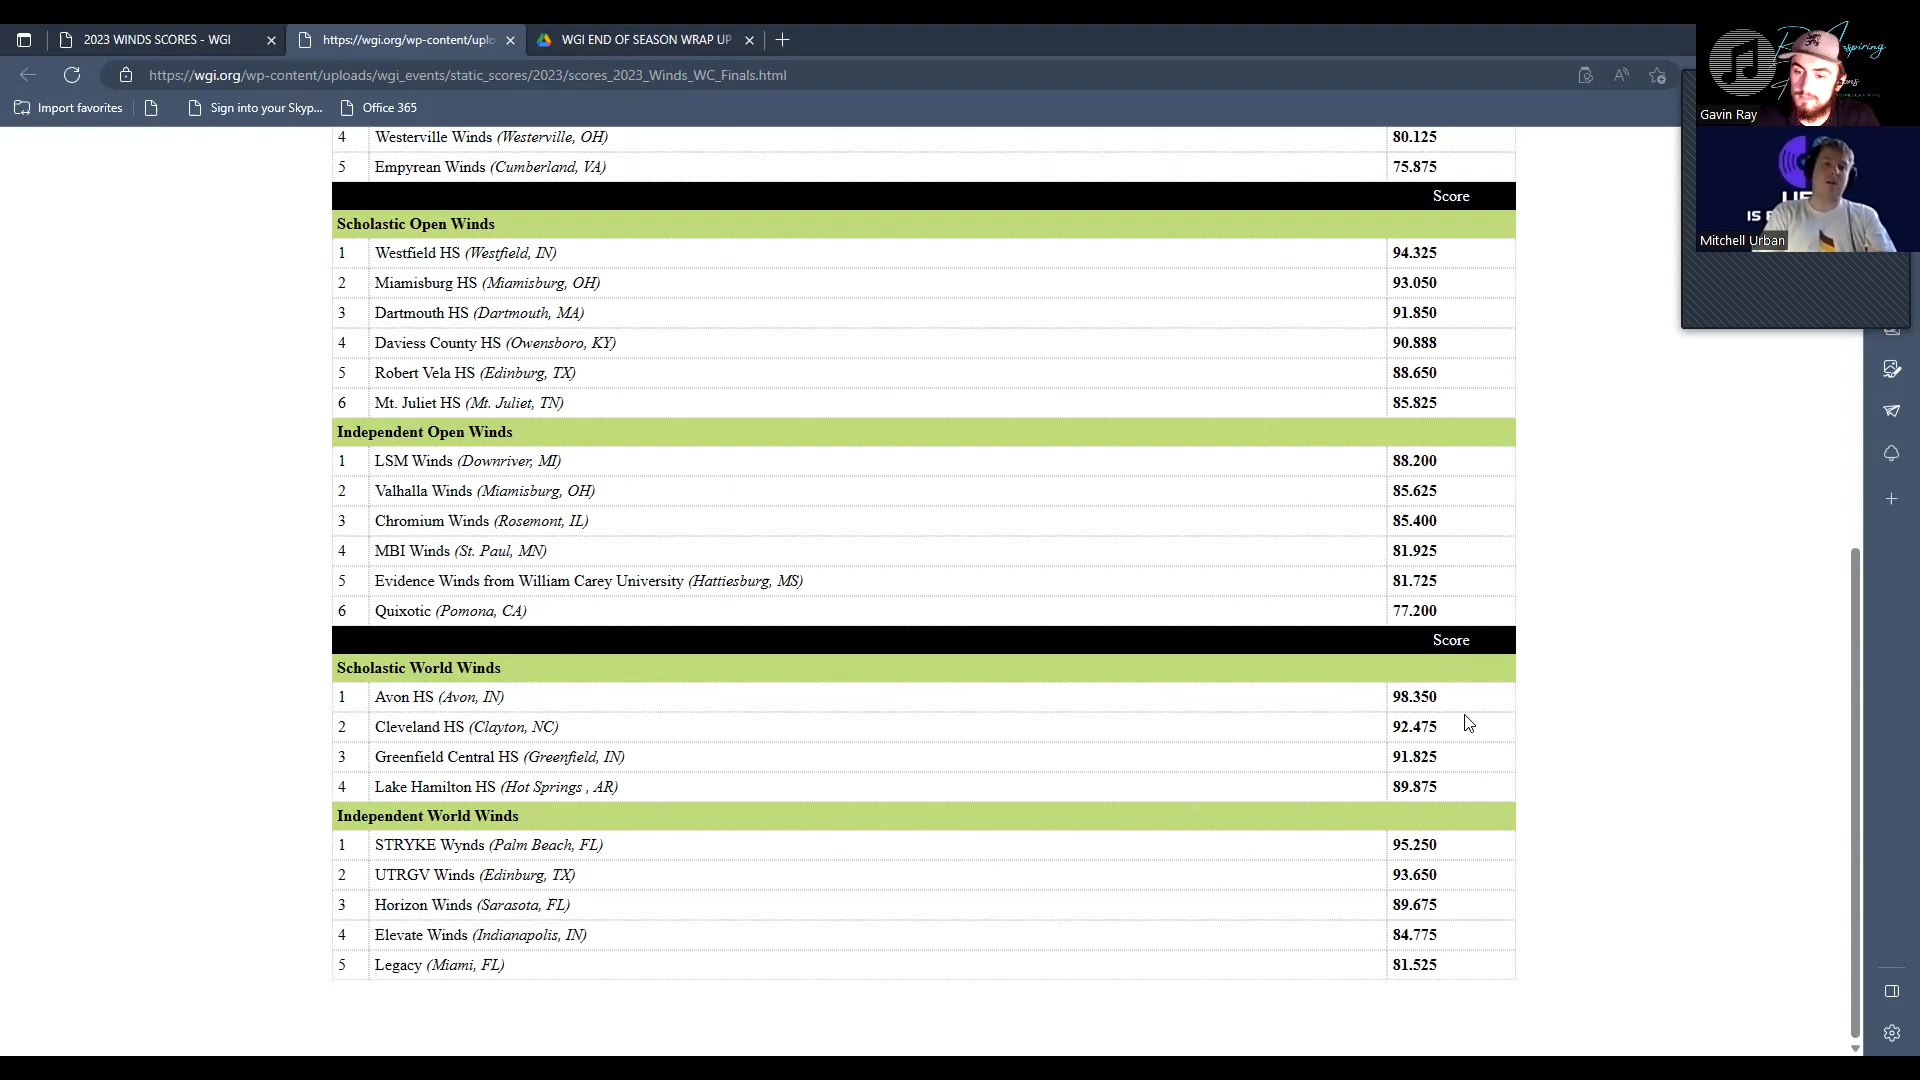 2023 WINDS SCORES - WGI
https://wgi.org/wp-content/uplo
WGI END OF SEASON WRAP UP
https://wgi.org/wp-content/uploads/wgi_events/static_scores/2023/scores_2023_Winds_WC_Finals.html
Import favorites
Sign into your Skyp...
Office 365
Gavin Ray
IS
Mitchell Urban
4 Westerville Winds (Westerville, OH) 80.125
5 Empyrean Winds (Cumberland, VA) 75.875
Score
Scholastic Open Winds
1 Westfield HS (Westfield, IN) 94.325
2 Miamisburg HS (Miamisburg, OH) 93.050
3 Dartmouth HS (Dartmouth, MA) 91.850
4 Daviess County HS (Owensboro, KY) 90.888
5 Robert Vela HS (Edinburg, TX) 88.650
6 Mt. Juliet HS (Mt. Juliet, TN) 85.825
Independent Open Winds
1 LSM Winds (Downriver, MI) 88.200
2 Valhalla Winds (Miamisburg, OH) 85.625
3 Chromium Winds (Rosemont, IL) 85.400
4 MBI Winds (St. Paul, MN) 81.925
5 Evidence Winds from William Carey University (Hattiesburg, MS) 81.725
6 Quixotic (Pomona, CA) 77.200
Score
Scholastic World Winds
1 Avon HS (Avon, IN) 98.350
2 Cleveland HS (Clayton, NC) 92.475
3 Greenfield Central HS (Greenfield, IN) 91.825
4 Lake Hamilton HS (Hot Springs , AR) 89.875
Independent World Winds
1 STRYKE Wynds (Palm Beach, FL) 95.250
2 UTRGV Winds (Edinburg, TX) 93.650
3 Horizon Winds (Sarasota, FL) 89.675
4 Elevate Winds (Indianapolis, IN) 84.775
5 Legacy (Miami, FL) 81.525